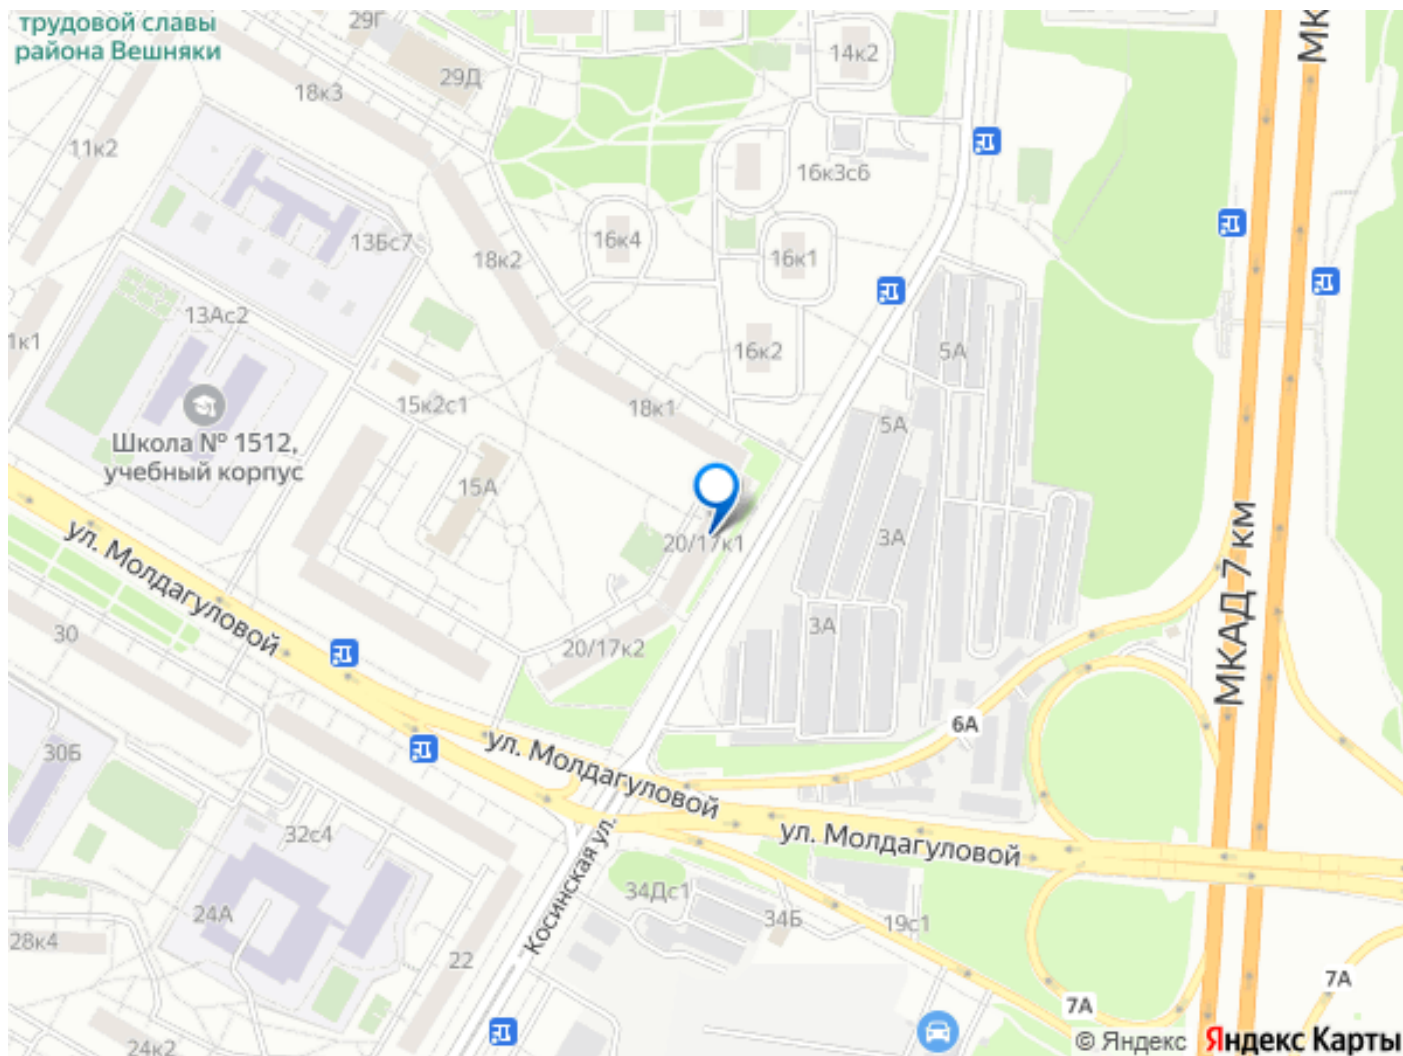 трудовой славы
района Вешняки
29Г
29Д
14к2
МК
18к3
11к2
16к3с6
13Бс7
18к2
16к4
16к1
13Ас2
1к1
16к2
5А
15к2с1
18к1
5А
Школа № 1512,
учебный корпус
15А
20/17к1
3А
МКАД 7 км
ул. Молдагуловой
30
20/17к2
3А
6А
30Б
ул. Молдагуловой
ул. Молдагуловой
32с4
Косинская ул.
24А
34Дс1
34Б
19с1
28к4
22
7А
7А
24к2
© Яндекс Яндекс Карты
МК